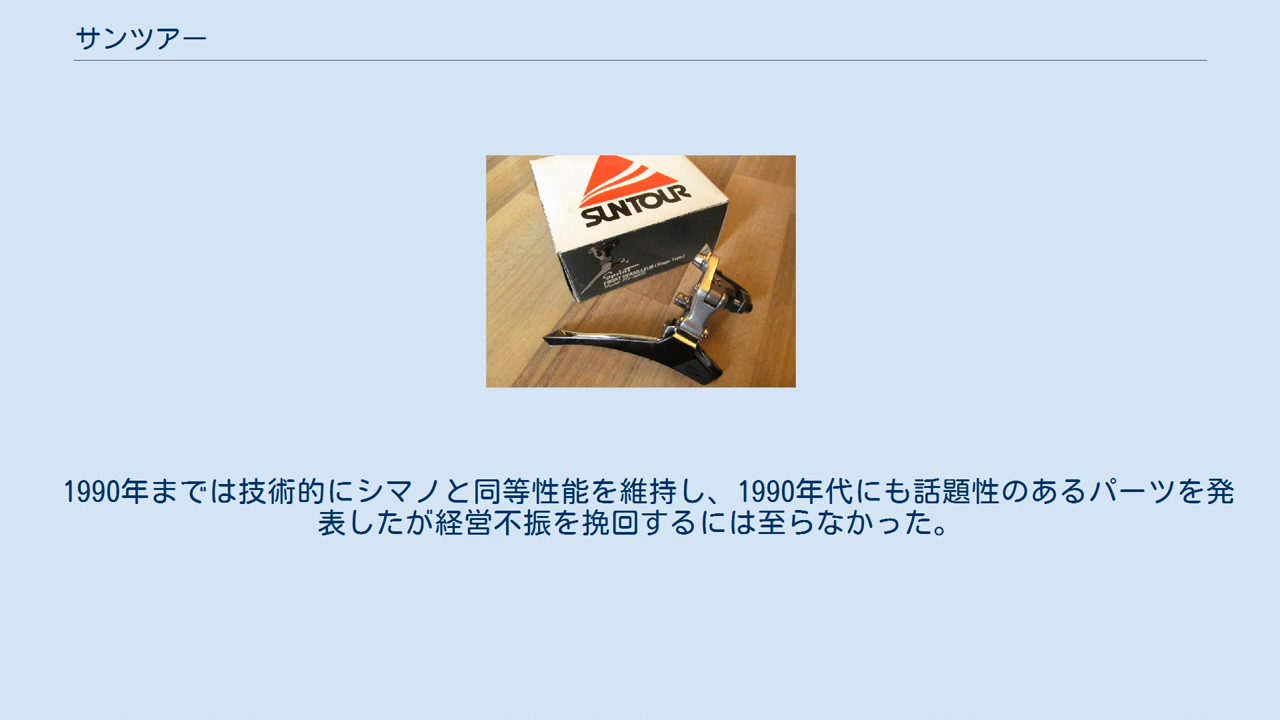 サンツアー
SUNTOUR
Sprint
FRONT DERAILLEUR
1990年までは技術的にシマノと同等性能を維持し、1990年代にも話題性のあるパーツを発
表したが経営不振を挽回するには至らなかった。